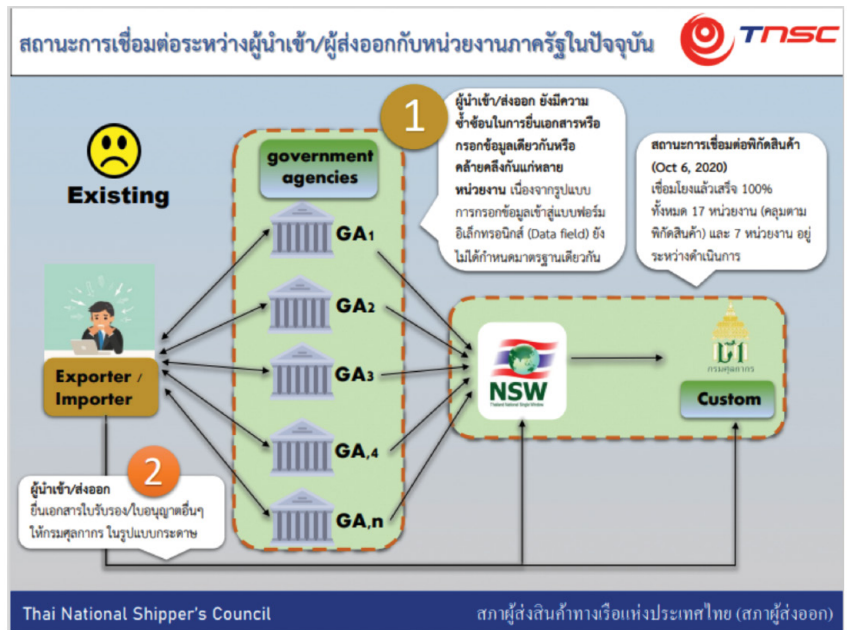 สถานะการเชื่อมต่อระหว่างผู้นำเข้า/ผู้ส่งออกกับหน่วยงานภาครัฐในปัจจุบัน
TNSC
Existing
government
agencies
1
ผู้นำเข้า/ส่งออก ยังมีความ
ซ้ำซ้อนในการยื่นเอกสารหรือ
กรอกข้อมูลเดียวกันหรือ
คล้ายคลึงกันแก่หลาย
หน่วยงาน เนื่องจากรูปแบบ
การกรอกข้อมูลเข้าสู่แบบฟอร์ม
อิเล็กทรอนิกส์ (Data field) ยัง
ไม่ได้กำหนดมาตรฐานเดียวกัน
สถานะการเชื่อมต่อพิกัดสินค้า
(Oct 6, 2020)
เชื่อมโยงแล้วเสร็จ 100%
ทั้งหมด 17 หน่วยงาน (คลุมตาม
พิกัดสินค้า) และ 7 หน่วยงาน อยู่
ระหว่างดำเนินการ
GA1
GA2
GA3
GA,4
GA,n
Exporter /
Importer
NSW
Thailand National Single Window
กรมศุลกากร
Custom
2
ผู้นำเข้า/ส่งออก
ยื่นเอกสารใบรับรอง/ใบอนุญาตอื่นๆ
ให้กรมศุลกากร ในรูปแบบกระดาษ
Thai National Shipper's Council
สภาผู้ส่งสินค้าทางเรือแห่งประเทศไทย (สภาผู้ส่งออก)